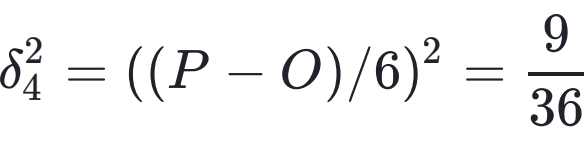 δ₄² = ((P − O)/6)² = 9/36